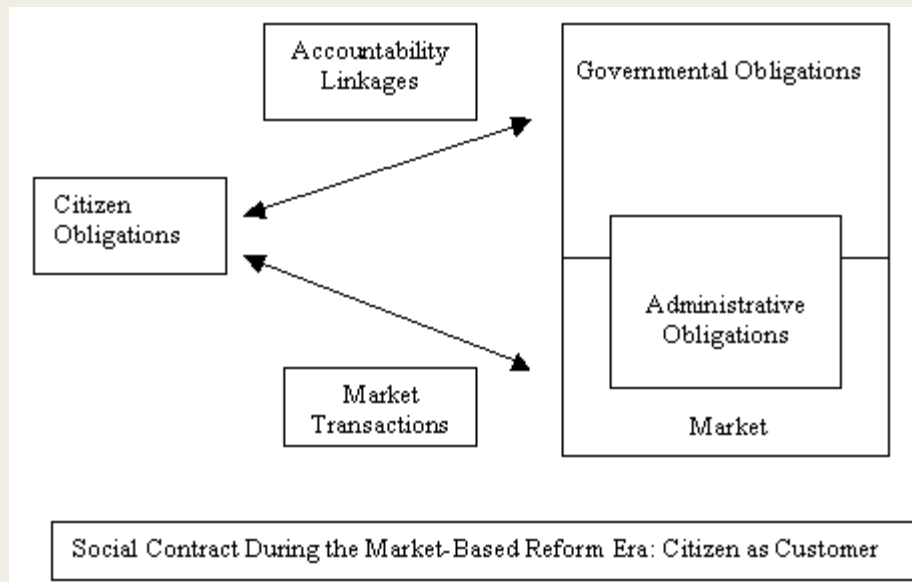 Accountability
Linkages
Governmental Obligations
Citizen
Obligations
Administrative
Obligations
Market
Transactions
Market
Social Contract During the Market-Based Reform Era: Citizen as Customer